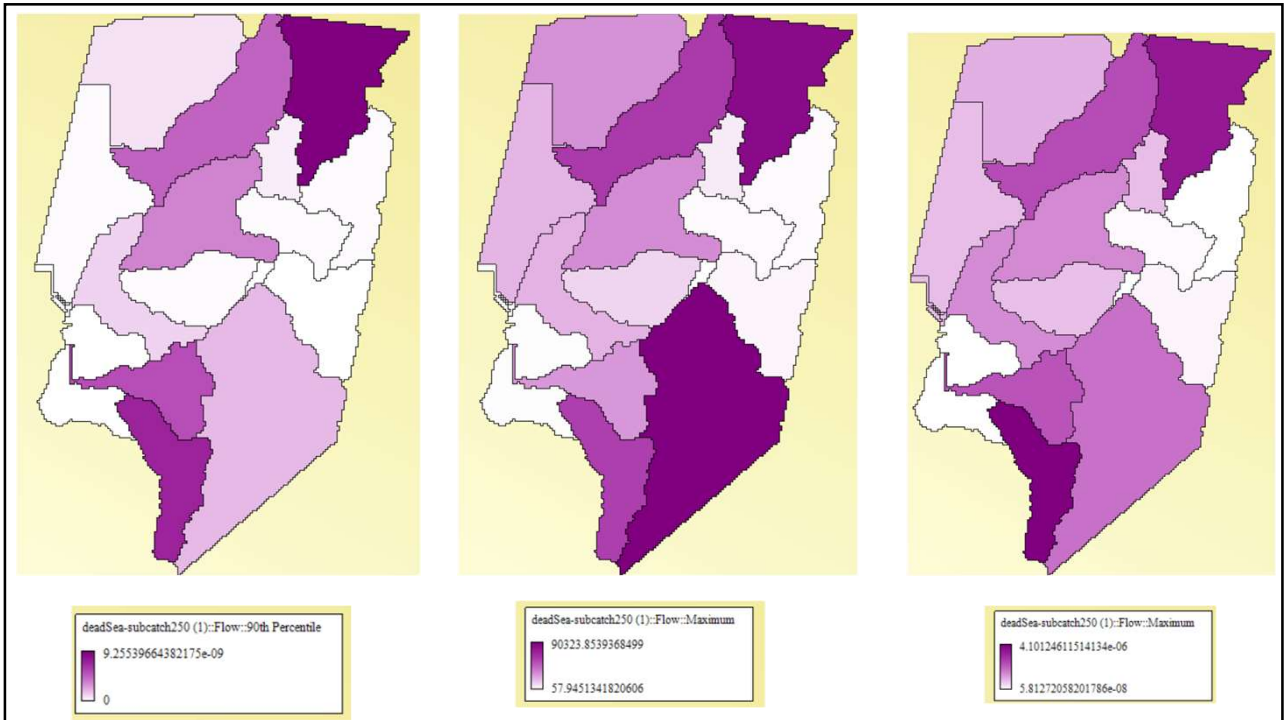 deadSea-subcatch250 (1)::Flow::90th Percentile
9.25539664382175e-09
0
deadSea-subcatch250 (1)::Flow::Maximum
90323.8539368499
57.9451341820606
deadSea-subcatch250 (1)::Flow::Maximum
4.10124611514134e-06
5.81272058201786e-08